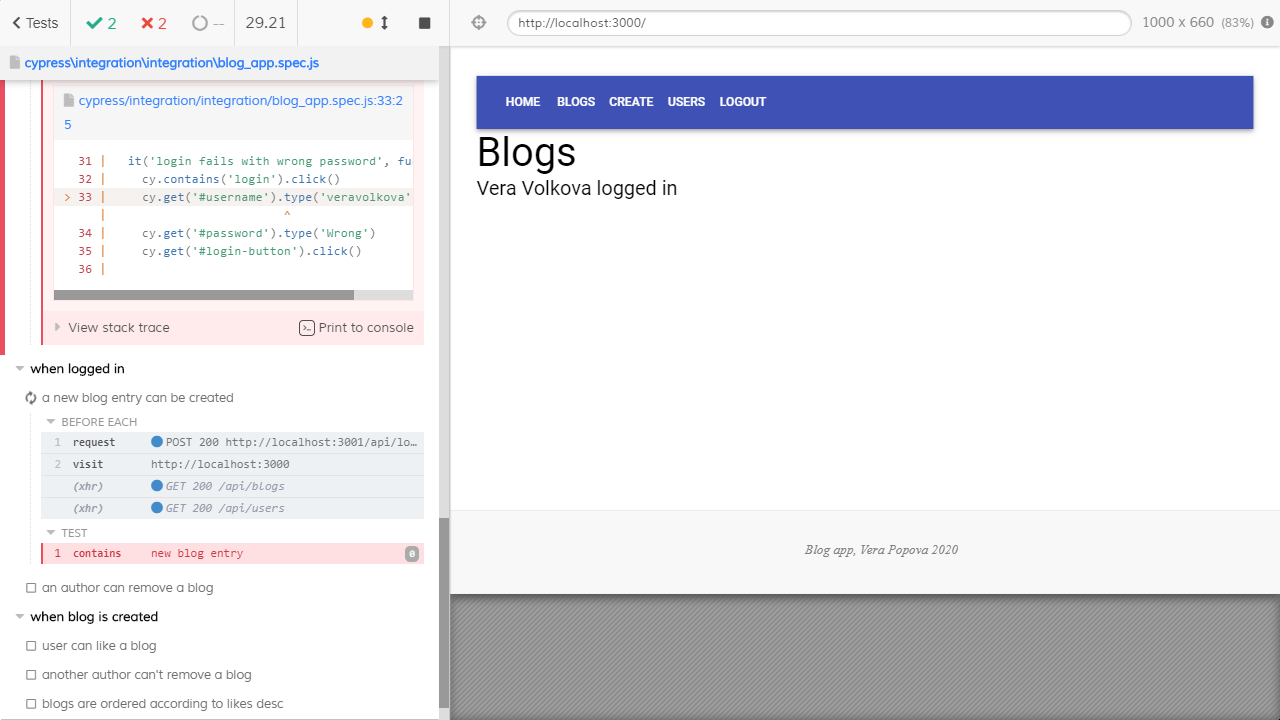 Tests
2
2
--
29.21
http://localhost:3000/
1000 x 660 (83%)
cypress\integration\integration\blog_app.spec.js
cypress/integration/integration/blog_app.spec.js:33:2
5
31 | it('login fails with wrong password', fu
32 | cy.contains('login').click()
> 33 | cy.get('#username').type('veravolkova'
| ^
34 | cy.get('#password').type('Wrong')
35 | cy.get('#login-button').click()
36 |
View stack trace
Print to console
when logged in
a new blog entry can be created
BEFORE EACH
1 request POST 200 http://localhost:3001/api/lo…
2 visit http://localhost:3000
(xhr) GET 200 /api/blogs
(xhr) GET 200 /api/users
TEST
1 contains new blog entry 0
an author can remove a blog
when blog is created
user can like a blog
another author can't remove a blog
blogs are ordered according to likes desc
HOME BLOGS CREATE USERS LOGOUT
Blogs
Vera Volkova logged in
Blog app, Vera Popova 2020